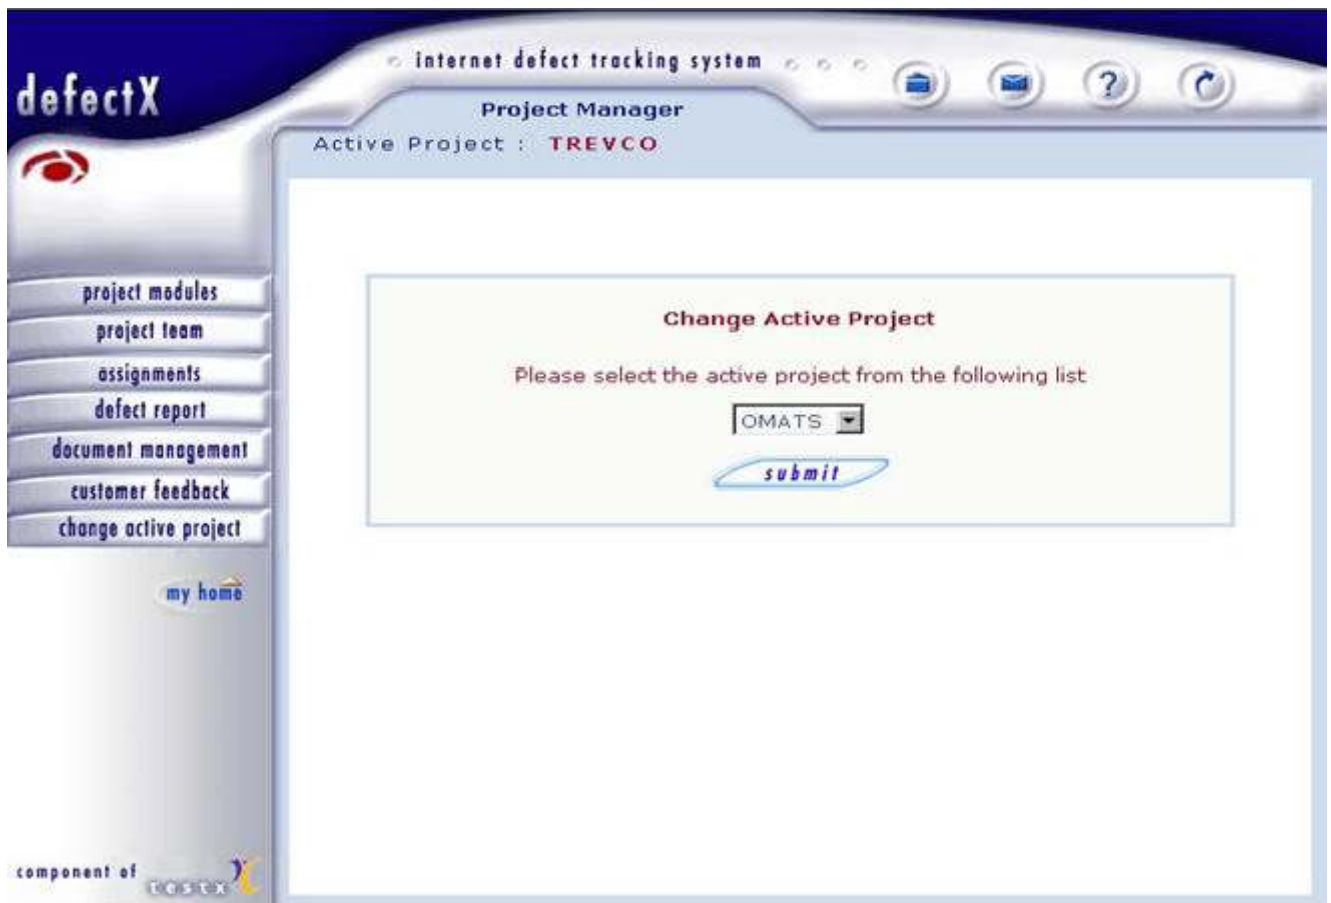 internet defect tracking system
defectX
Project Manager
Active Project : TREVCO
project modules
project team
assignments
defect report
document management
customer feedback
change active project
my home
Change Active Project
Please select the active project from the following list
OMATS
submit
component of testx